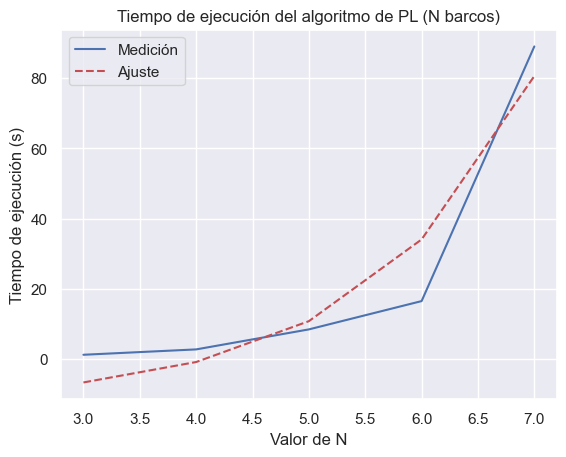 Tiempo de ejecución del algoritmo de PL (N barcos)
Medición
Ajuste
Tiempo de ejecución (s)
80
60
40
20
0
3.0 3.5 4.0 4.5 5.0 5.5 6.0 6.5 7.0
Valor de N